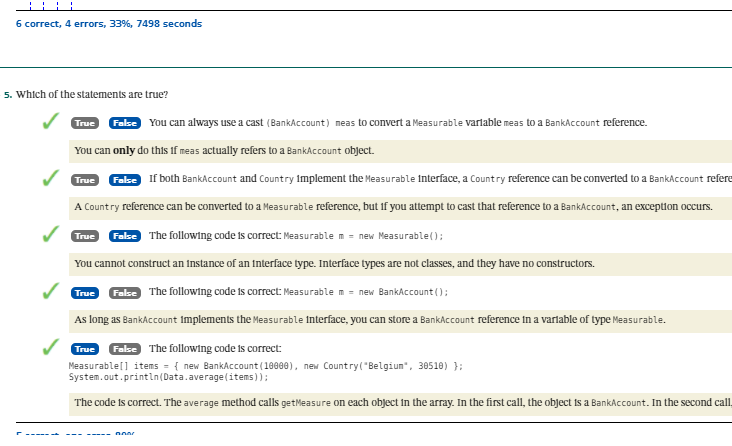 6 correct, 4 errors, 33%, 7498 seconds
5. Which of the statements are true?
True False You can always use a cast (BankAccount) meas to convert a Measurable variable meas to a BankAccount reference.
You can only do this if meas actually refers to a BankAccount object.
True False If both BankAccount and Country implement the Measurable interface, a Country reference can be converted to a BankAccount refere
A Country reference can be converted to a Measurable reference, but if you attempt to cast that reference to a BankAccount, an exception occurs.
True False The following code is correct: Measurable m = new Measurable();
You cannot construct an instance of an interface type. Interface types are not classes, and they have no constructors.
True False The following code is correct: Measurable m = new BankAccount();
As long as BankAccount implements the Measurable interface, you can store a BankAccount reference in a variable of type Measurable.
True False The following code is correct:
Measurable[] items = { new BankAccount(10000), new Country("Belgium", 30510) };
System.out.println(Data.average(items));
The code is correct. The average method calls getMeasure on each object in the array. In the first call, the object is a BankAccount. In the second call,